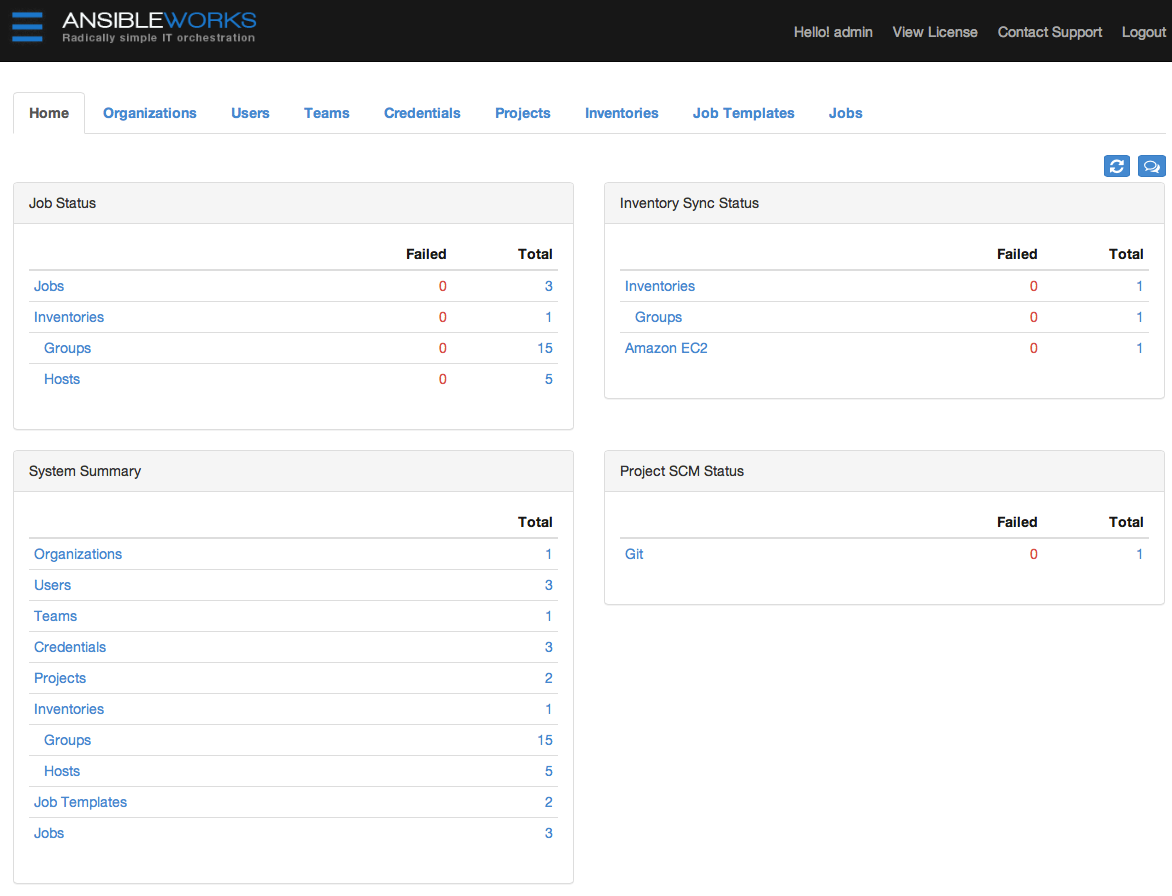 ANSIBLEWORKS
Radically simple IT orchestration
Hello! admin View License Contact Support Logout
Home Organizations Users Teams Credentials Projects Inventories Job Templates Jobs
Job Status
Failed Total
Jobs 0 3
Inventories 0 1
Groups 0 15
Hosts 0 5
Inventory Sync Status
Failed Total
Inventories 0 1
Groups 0 1
Amazon EC2 0 1
System Summary
Total
Organizations 1
Users 3
Teams 1
Credentials 3
Projects 2
Inventories 1
Groups 15
Hosts 5
Job Templates 2
Jobs 3
Project SCM Status
Failed Total
Git 0 1